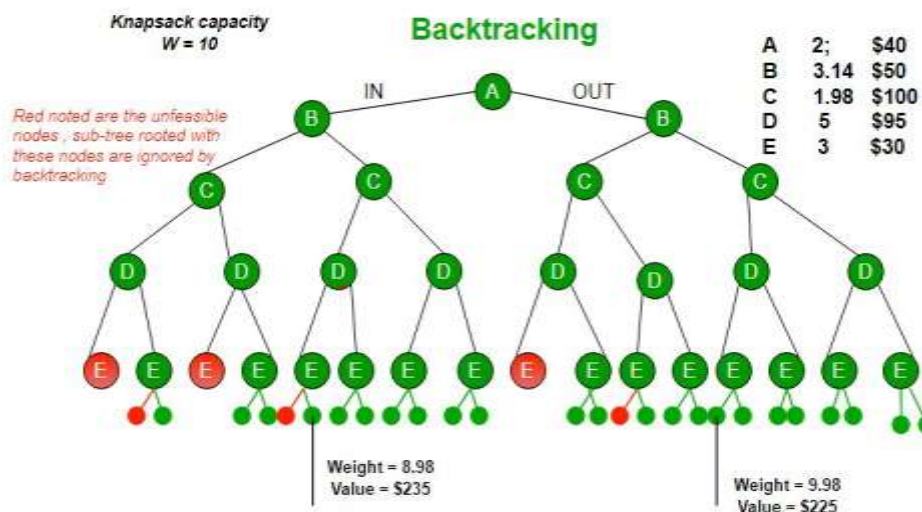 Knapsack capacity
W = 10
Backtracking
A 2; $40
B 3.14 $50
C 1.98 $100
D 5 $95
E 3 $30
Red noted are the unfeasible
nodes , sub-tree rooted with
these nodes are ignored by
backtracking
IN A OUT
B B
C C C C
D D D D D D D D
E E E E E E E E E E E E E E E E
Weight = 8.98
Value = $235
Weight = 9.98
Value = $225